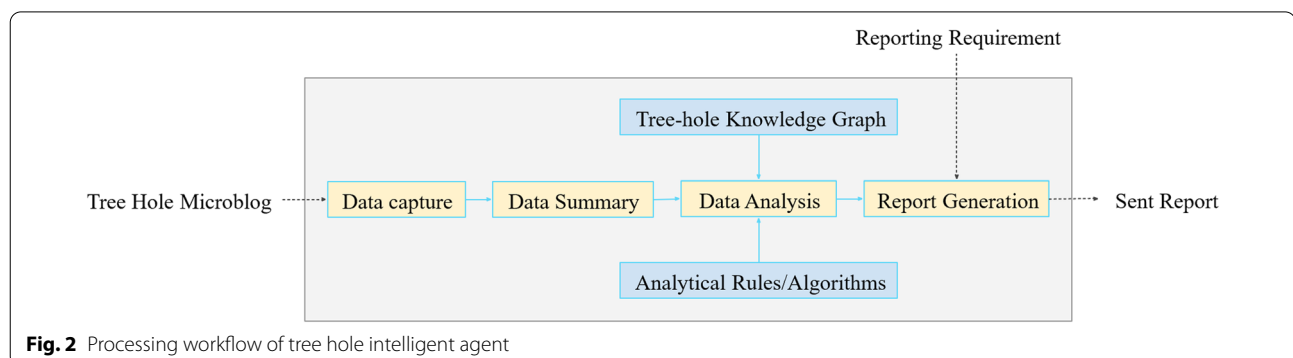 Reporting Requirement
Tree-hole Knowledge Graph
Tree Hole Microblog
Data capture
Data Summary
Data Analysis
Report Generation
Sent Report
Analytical Rules/Algorithms
Fig. 2 Processing workflow of tree hole intelligent agent